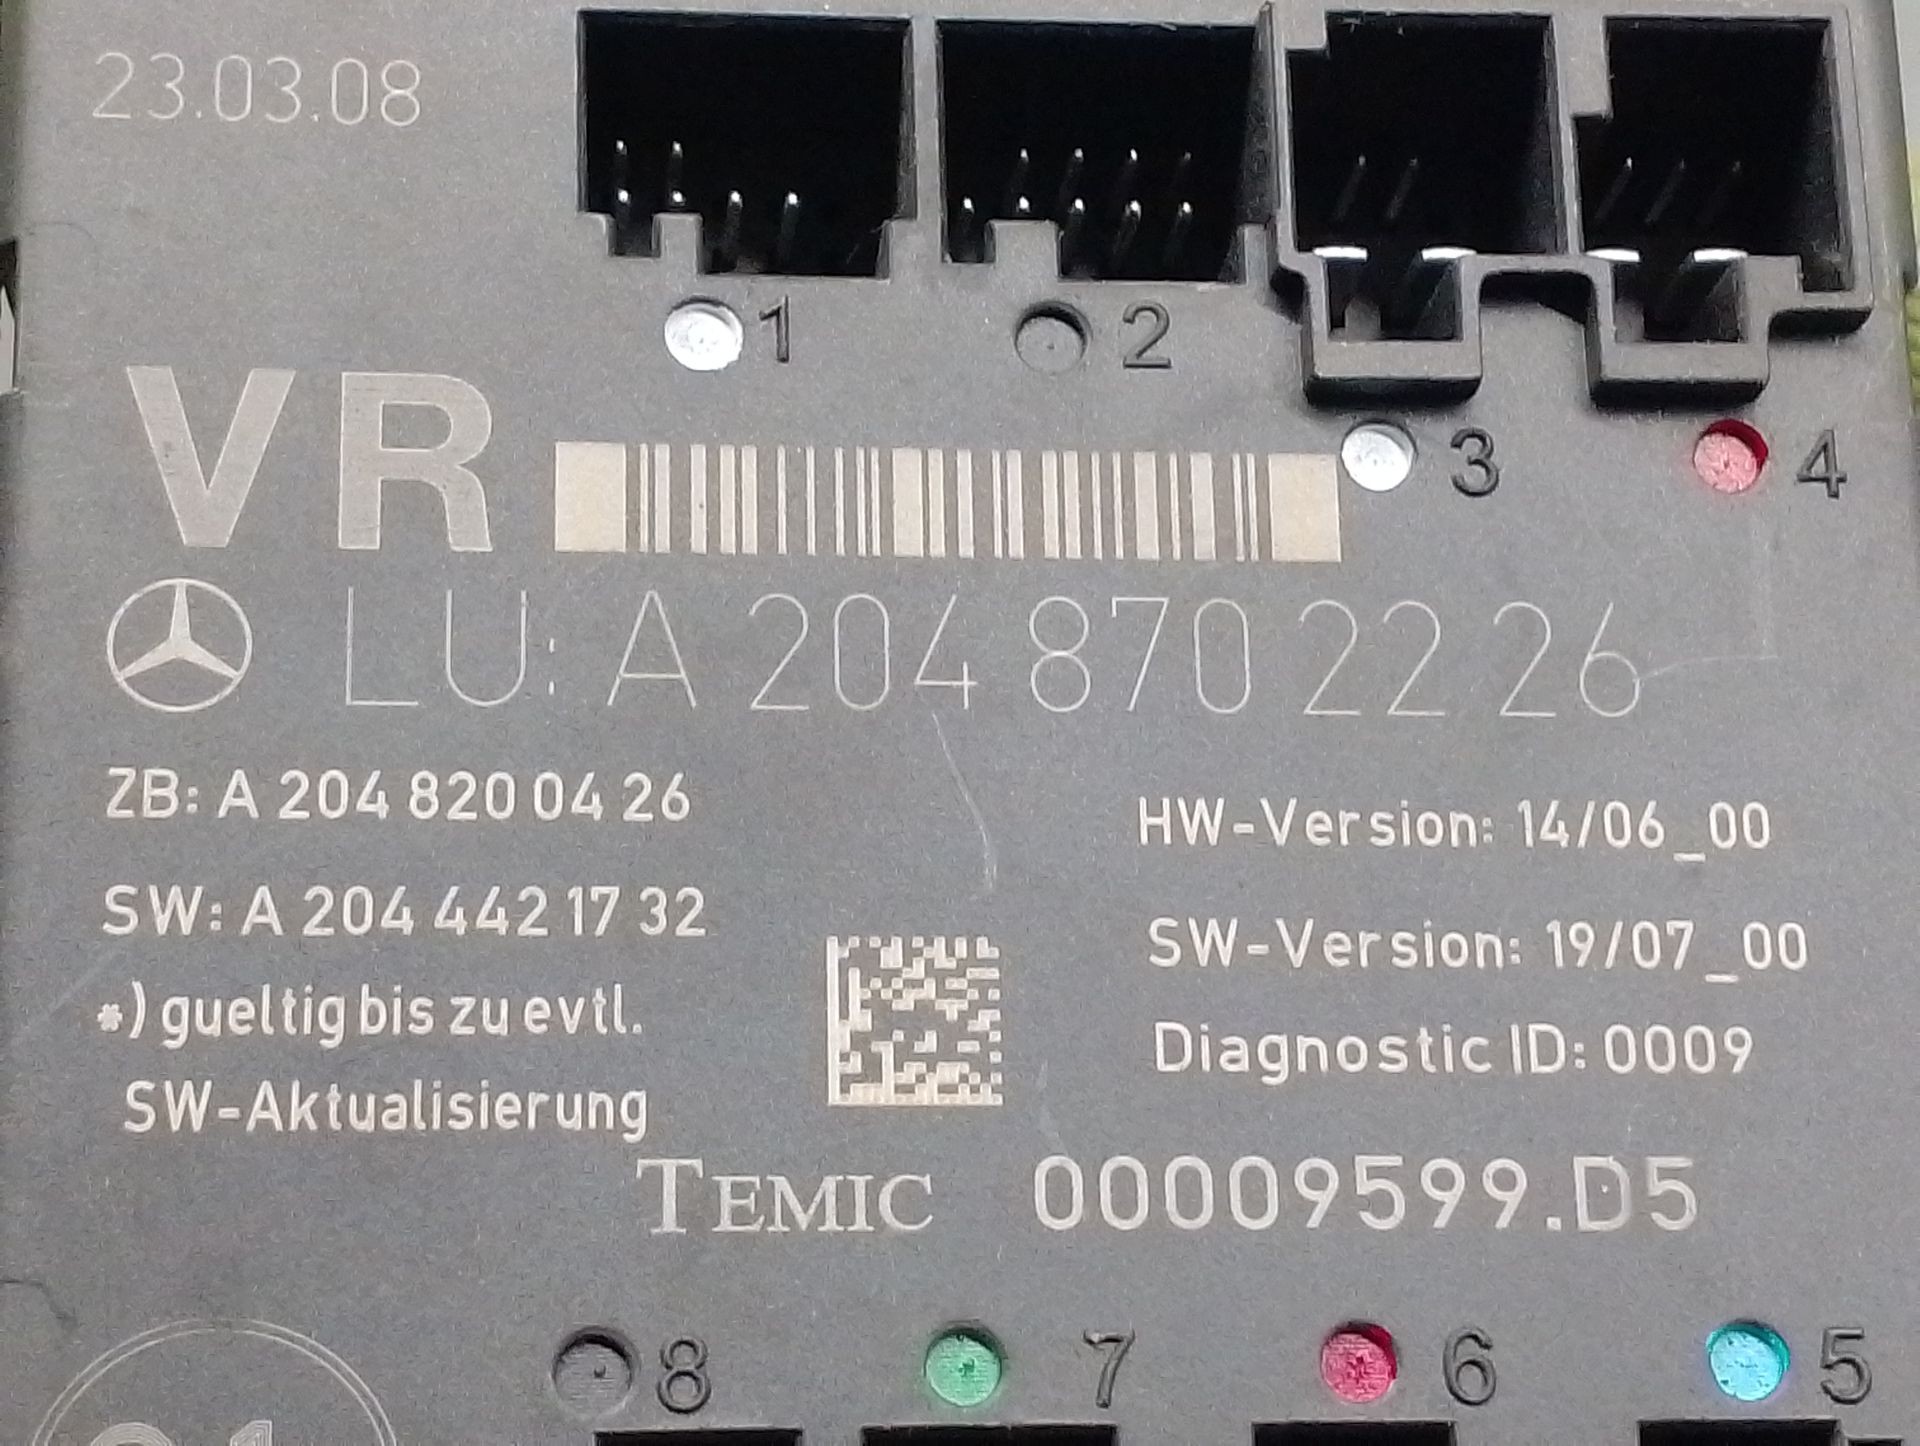 23.03.08
1
2
3
4
VR
LU: A 204 870 22 26
ZB: A 204 820 04 26
HW-Version: 14/06_00
SW: A 204 442 17 32
SW-Version: 19/07_00
*) gueltig bis zu evtl.
SW-Aktualisierung
Diagnostic ID: 0009
TEMIC 00009599.D5
8
7
6
5